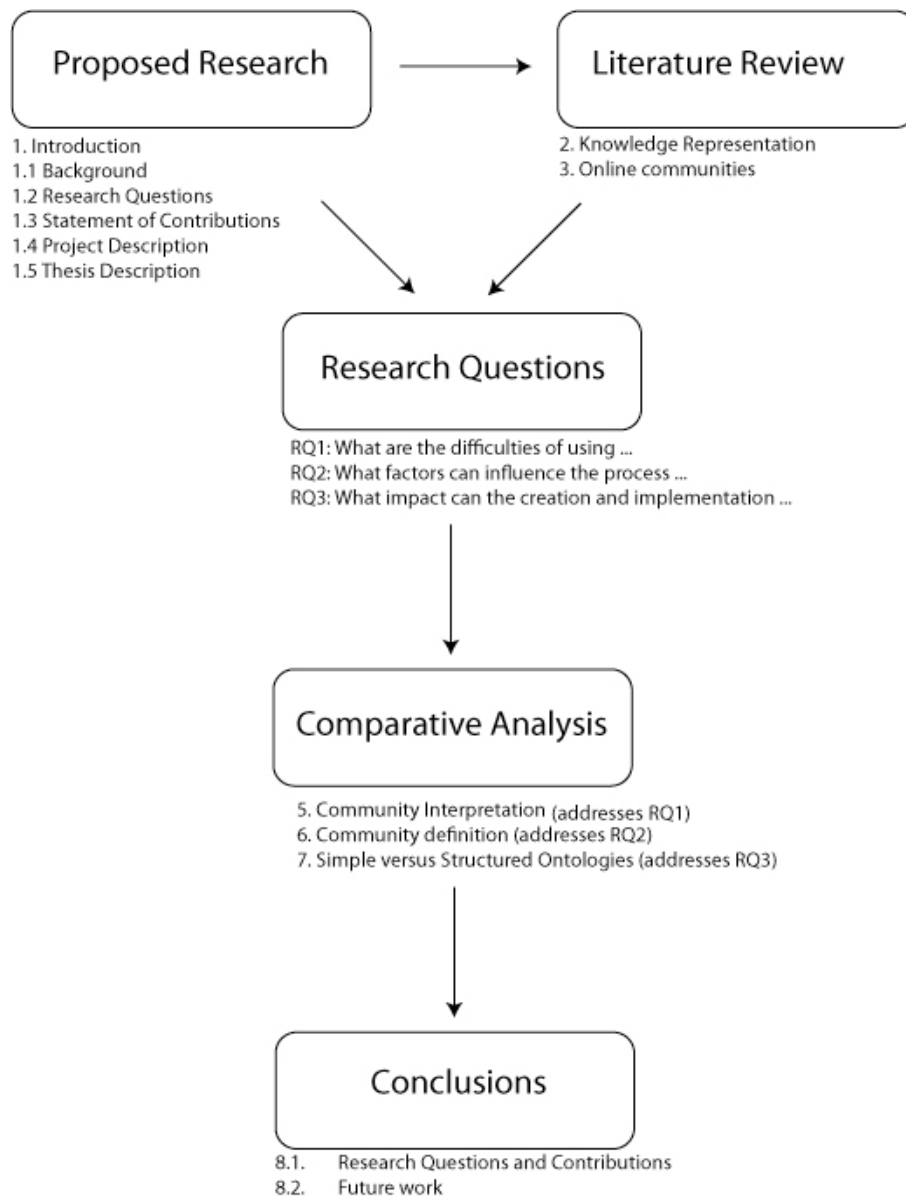 Proposed Research
Literature Review
1. Introduction
1.1 Background
1.2 Research Questions
1.3 Statement of Contributions
1.4 Project Description
1.5 Thesis Description
2. Knowledge Representation
3. Online communities
Research Questions
RQ1: What are the difficulties of using ...
RQ2: What factors can influence the process ...
RQ3: What impact can the creation and implementation ...
Comparative Analysis
5. Community Interpretation (addresses RQ1)
6. Community definition (addresses RQ2)
7. Simple versus Structured Ontologies (addresses RQ3)
Conclusions
8.1. Research Questions and Contributions
8.2. Future work